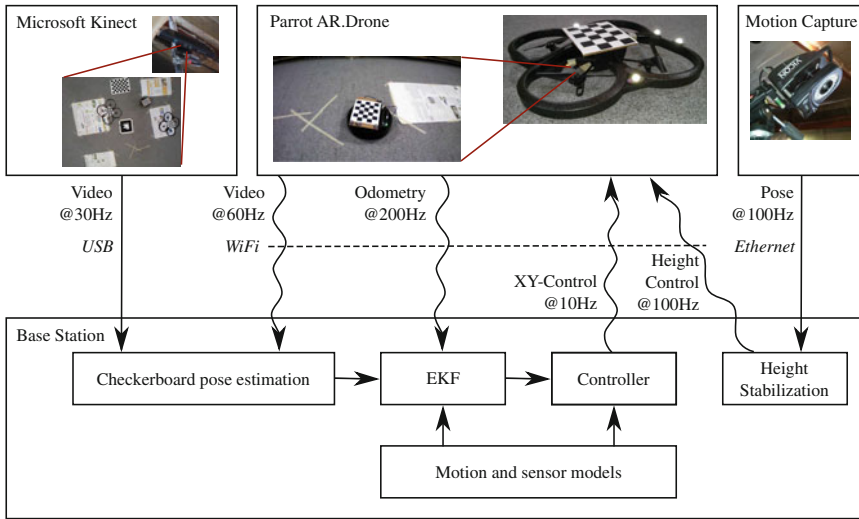 Microsoft Kinect
Parrot AR.Drone
Motion Capture
VICON
Video
@30Hz
USB
Video
@60Hz
WiFi
Odometry
@200Hz
XY-Control
@10Hz
Height
Control
@100Hz
Pose
@100Hz
Ethernet
Base Station
Checkerboard pose estimation
EKF
Controller
Height
Stabilization
Motion and sensor models